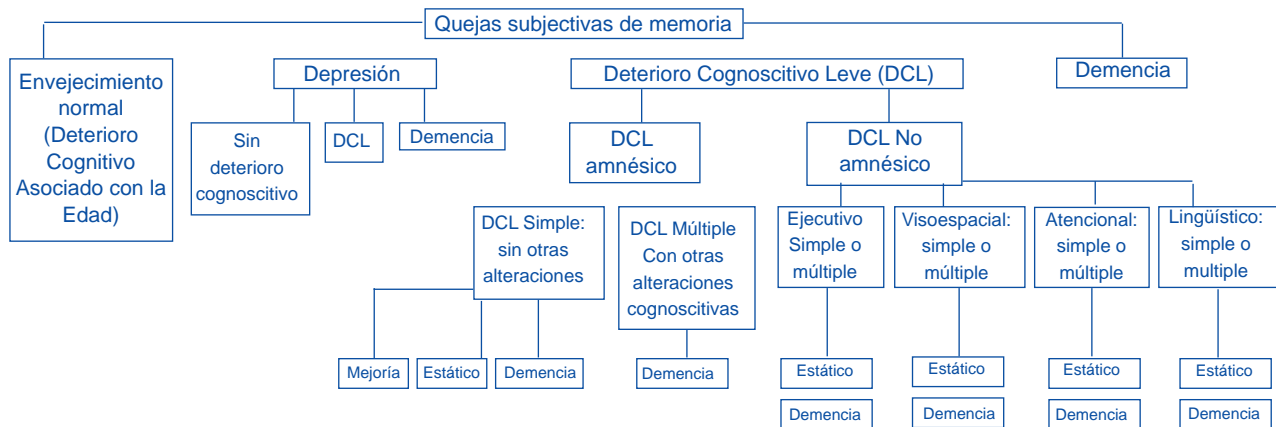 Quejas subjectivas de memoria
Envejecimiento
normal
(Deterioro
Cognitivo
Asociado con la
Edad)
Depresión
Deterioro Cognoscitivo Leve (DCL)
Demencia
Sin
deterioro
cognoscitivo
DCL
Demencia
DCL
amnésico
DCL No
amnésico
DCL Simple:
sin otras
alteraciones
DCL Múltiple
Con otras
alteraciones
cognoscitivas
Ejecutivo
Simple o
múltiple
Visoespacial:
simple o
múltiple
Atencional:
simple o
múltiple
Lingüístico:
simple o
multiple
Mejoría
Estático
Demencia
Demencia
Estático
Estático
Estático
Estático
Demencia
Demencia
Demencia
Demencia